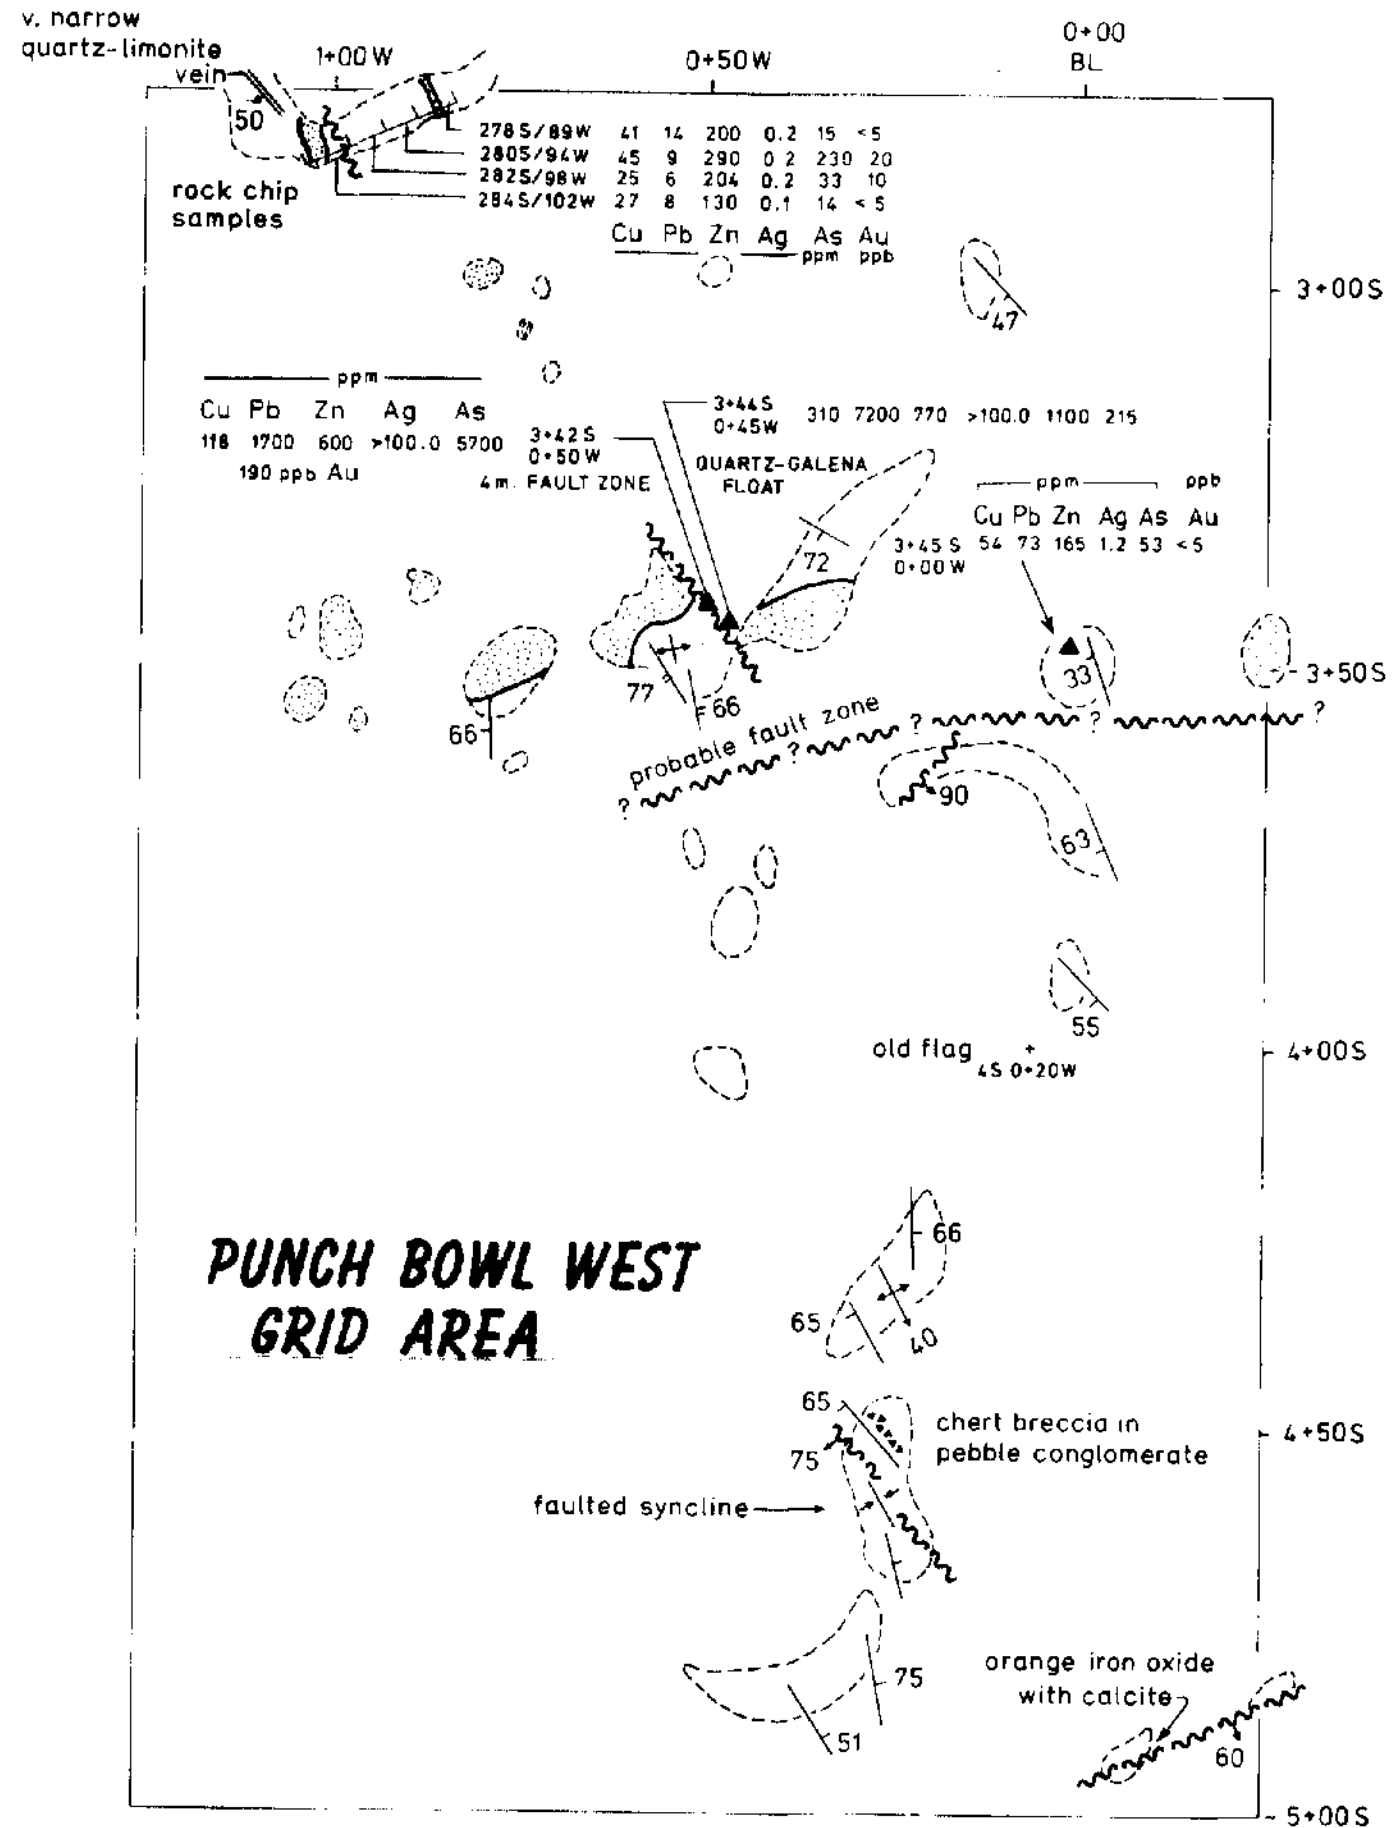 v. narrow
quartz-limonite
vein
1+00W
0+50W
0+00
BL
50
278S/89W 41 14 200 0.2 15 <5
280S/94W 45 9 290 0 2 230 20
282S/98W 25 6 204 0.2 33 10
284S/102W 27 8 130 0.1 14 <5
Cu Pb Zn Ag As Au
ppm ppb
rock chip
samples
47
3+00S
ppm
Cu Pb Zn Ag As
118 1700 600 >100.0 5700
190 ppb Au
3+42S
0+50W
4m. FAULT ZONE
3+44S
0+45W
310 7200 770 >100.0 1100 215
QUARTZ-GALENA
FLOAT
ppm ppb
Cu Pb Zn Ag As Au
3+45S 54 73 165 1.2 53 <5
0+00W
72
77
66
66
33
3+50S
probable fault zone
? ? ? ? ?
90
63
55
old flag +
4S 0+20W
4+00S
PUNCH BOWL WEST
GRID AREA
66
65
40
65
75
chert breccia in
pebble conglomerate
4+50S
faulted syncline
75
51
orange iron oxide
with calcite
60
5+00S